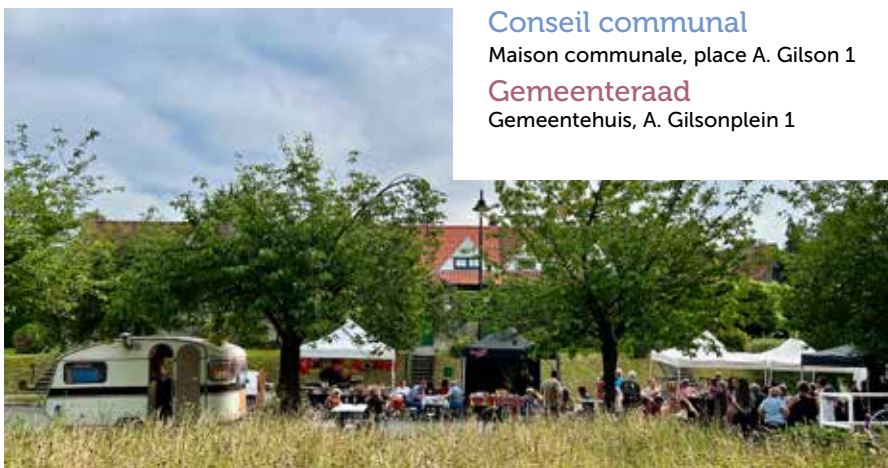 Conseil communal
Maison communale, place A. Gilson 1
Gemeenteraad
Gemeentehuis, A. Gilsonplein 1